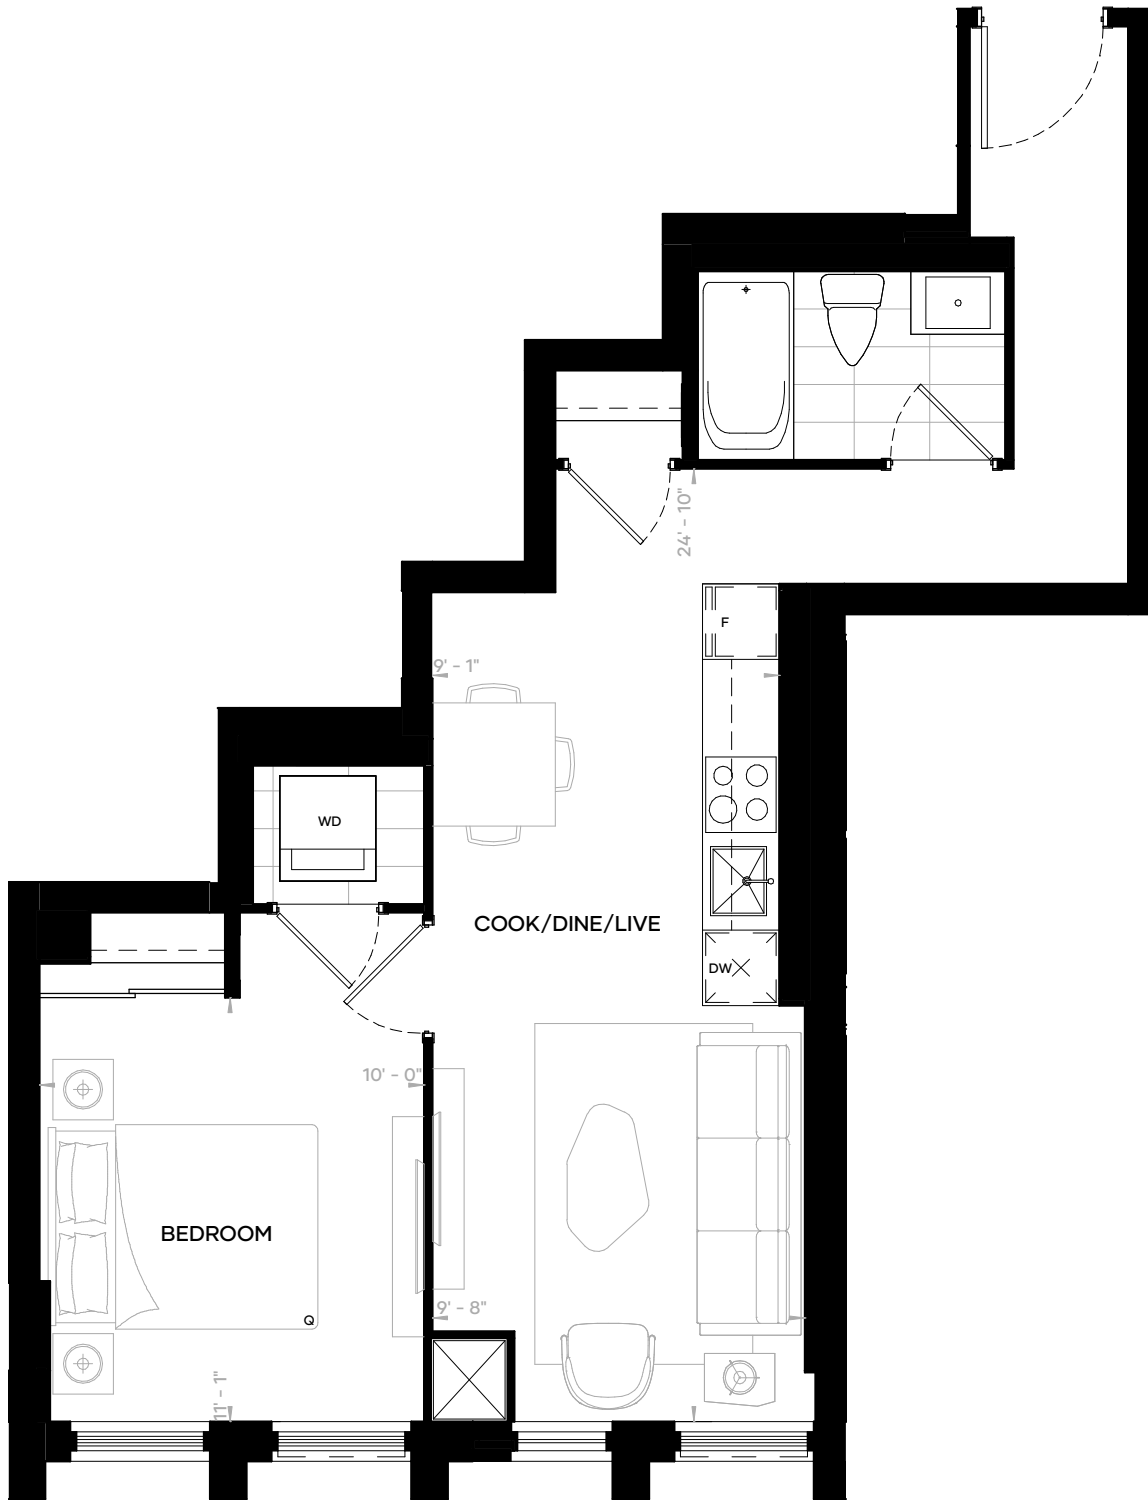 24' - 10"
F
9' - 1"
WD
COOK/DINE/LIVE
DW
10' - 0"
BEDROOM
9' - 8"
Q
11' - 1"